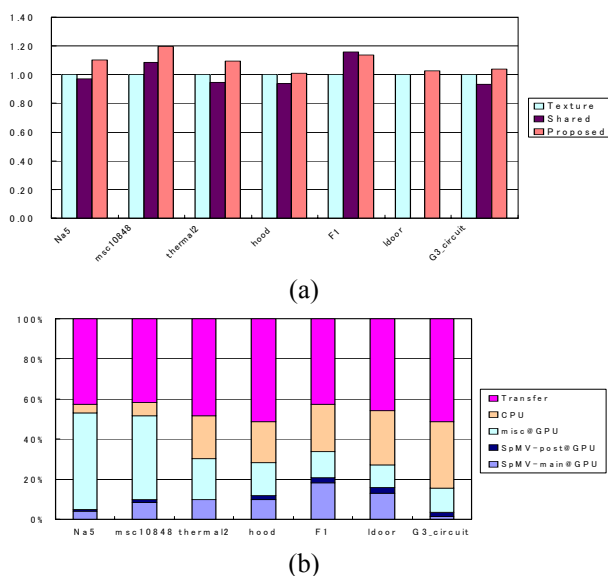 1.40
1.20
1.00
0.80
0.60
0.40
0.20
0.00
Na5
msc10848
thermal2
hood
F1
ldoor
G3_circuit
Texture
Shared
Proposed
(a)
100%
80%
60%
40%
20%
0%
Na5
msc10848
thermal2
hood
F1
ldoor
G3_circuit
Transfer
CPU
misc@GPU
SpMV-post@GPU
SpMV-main@GPU
(b)